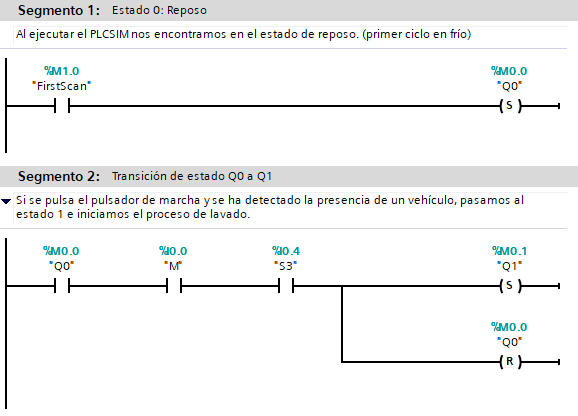 Segmento 1: Estado 0: Reposo
Al ejecutar el PLCSIM nos encontramos en el estado de reposo. (primer ciclo en frío)
%M1.0 %M0.0
"FirstScan" "Q0"
S
Segmento 2: Transición de estado Q0 a Q1
Si se pulsa el pulsador de marcha y se ha detectado la presencia de un vehículo, pasamos al
estado 1 e iniciamos el proceso de lavado.
%M0.0 %I0.0 %I0.4 %M0.1
"Q0" "M" "S3" "Q1"
S
%M0.0
"Q0"
R